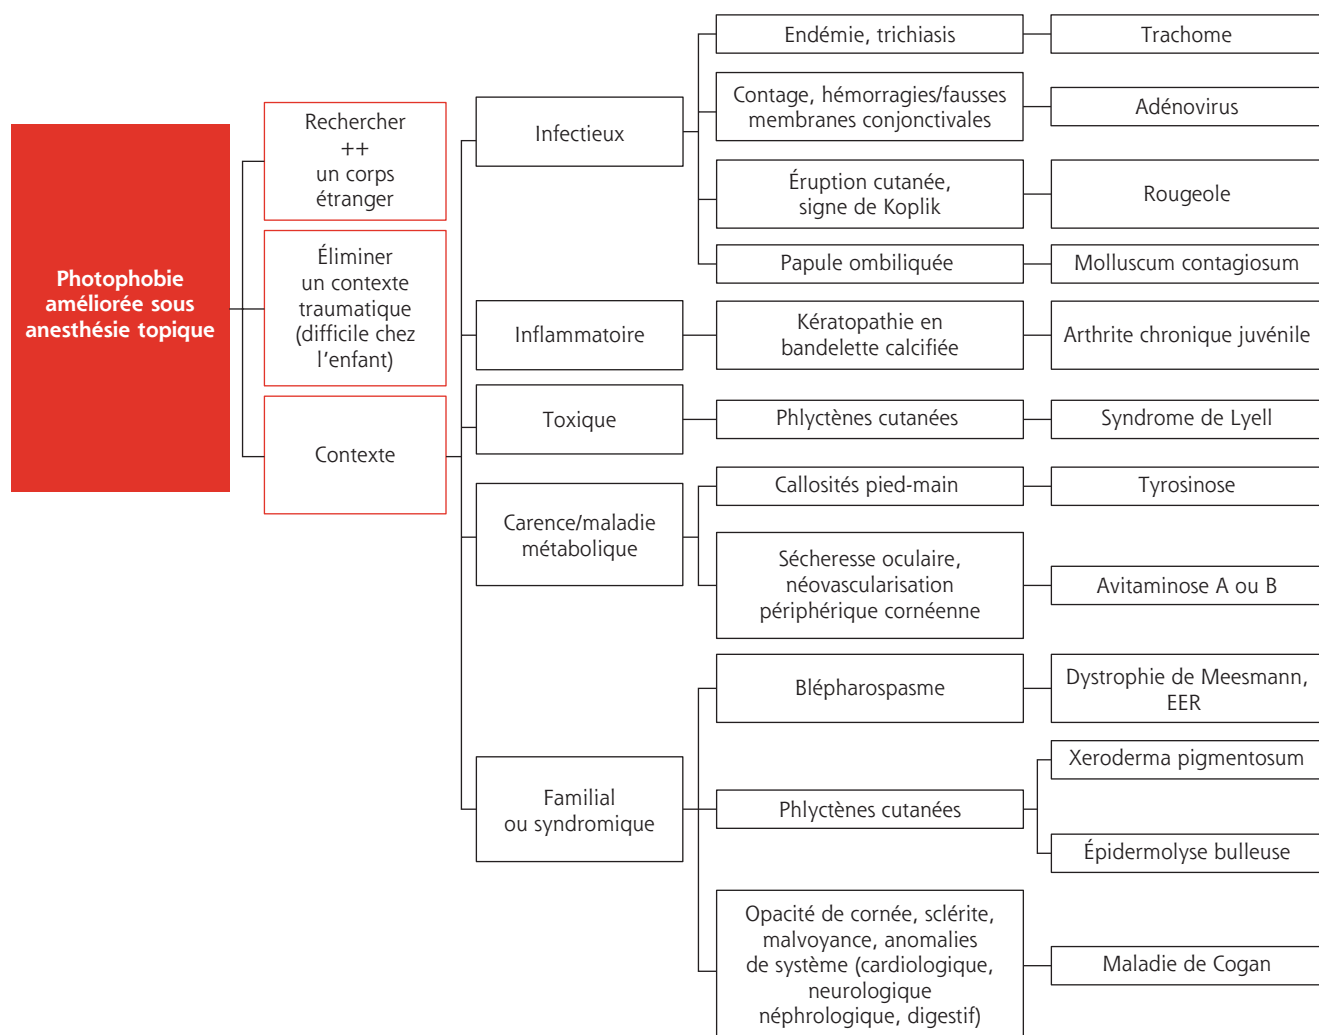 Photophobie
améliorée sous
anesthésie topique
Rechercher
++
un corps
étranger
Éliminer
un contexte
traumatique
(difficile chez
l'enfant)
Contexte
Infectieux
Endémie, trichiasis
Trachome
Contage, hémorragies/fausses
membranes conjonctivales
Adénovirus
Éruption cutanée,
signe de Koplik
Rougeole
Papule ombiliquée
Molluscum contagiosum
Inflammatoire
Kératopathie en
bandelette calcifiée
Arthrite chronique juvénile
Toxique
Phlyctènes cutanées
Syndrome de Lyell
Carence/maladie
métabolique
Callosités pied-main
Tyrosinose
Sécheresse oculaire,
néovascularisation
périphérique cornéenne
Avitaminose A ou B
Familial
ou syndromique
Blépharospasme
Dystrophie de Meesmann,
EER
Phlyctènes cutanées
Xeroderma pigmentosum
Épidermolyse bulleuse
Opacité de cornée, sclérite,
malvoyance, anomalies
de système (cardiologique,
neurologique
néphrologique, digestif)
Maladie de Cogan